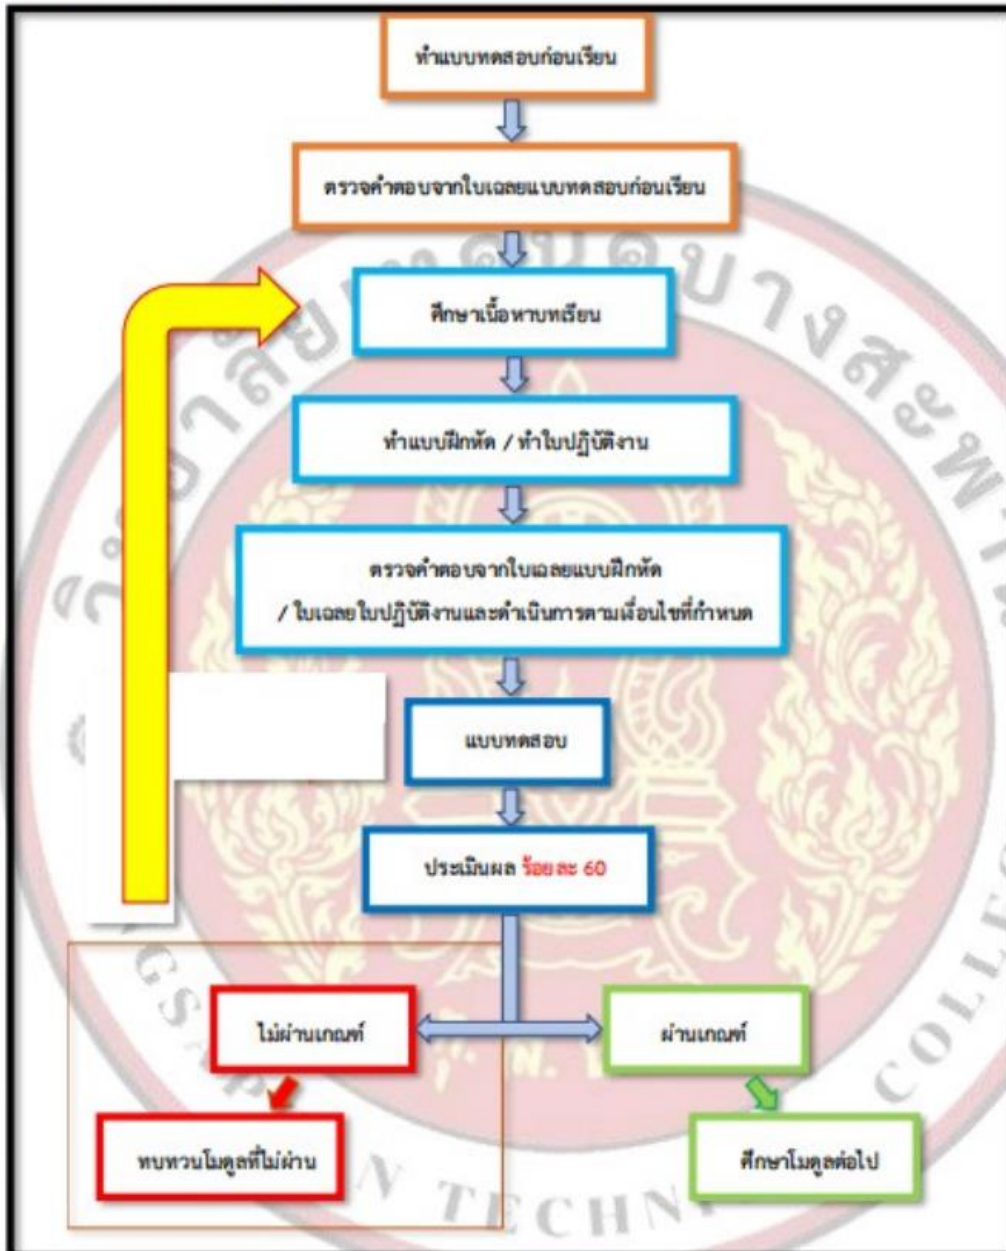 ทำแบบทดสอบก่อนเรียน
ตรวจคำตอบจากใบเฉลยแบบทดสอบก่อนเรียน
ศึกษาเนื้อหาบทเรียน
ทำแบบฝึกหัด / ทำใบปฏิบัติงาน
ตรวจคำตอบจากใบเฉลยแบบฝึกหัด
/ ใบเฉลยใบปฏิบัติงานและดำเนินการตามเงื่อนไขที่กำหนด
แบบทดสอบ
ประเมินผล ร้อยละ 60
ไม่ผ่านเกณฑ์
ผ่านเกณฑ์
ทบทวนโมดูลที่ไม่ผ่าน
ศึกษาโมดูลต่อไป